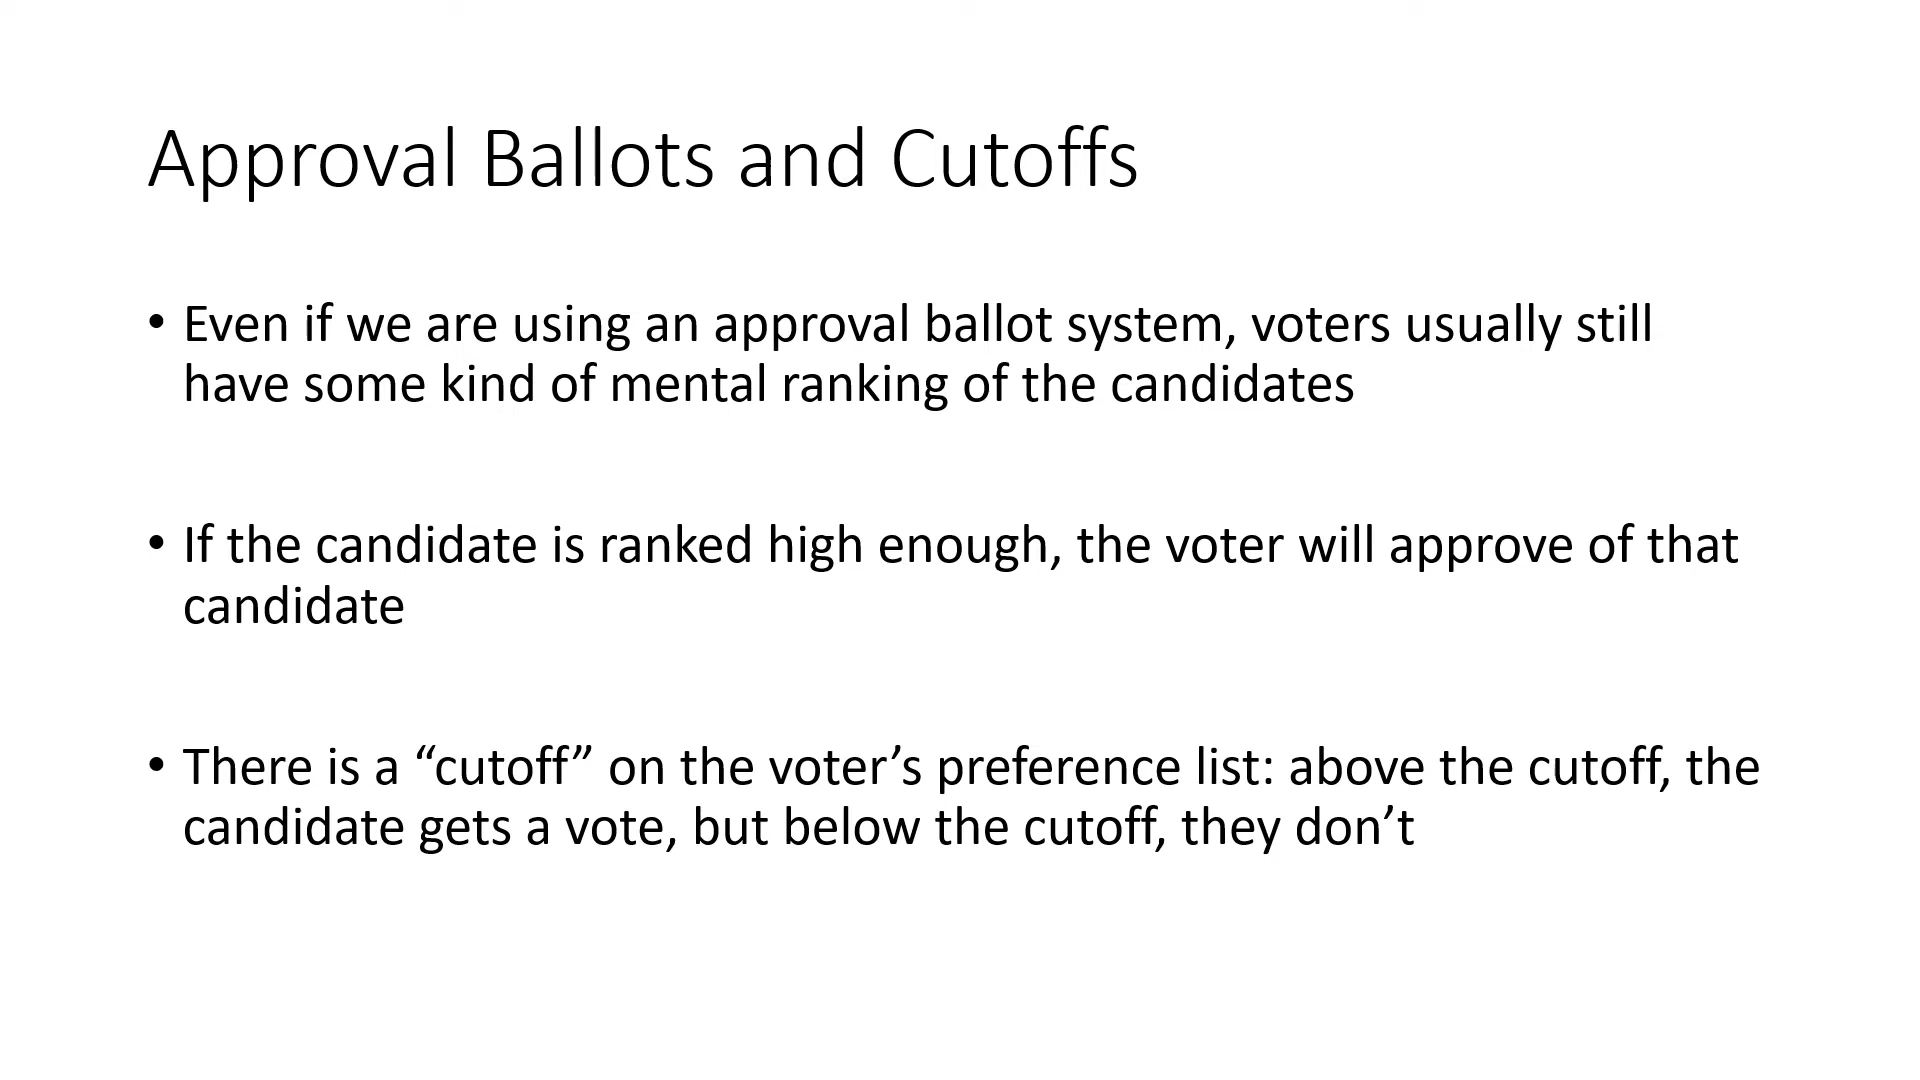 Approval Ballots and Cutoffs
• Even if we are using an approval ballot system, voters usually still
have some kind of mental ranking of the candidates
• If the candidate is ranked high enough, the voter will approve of that
candidate
• There is a “cutoff” on the voter’s preference list: above the cutoff, the
candidate gets a vote, but below the cutoff, they don’t